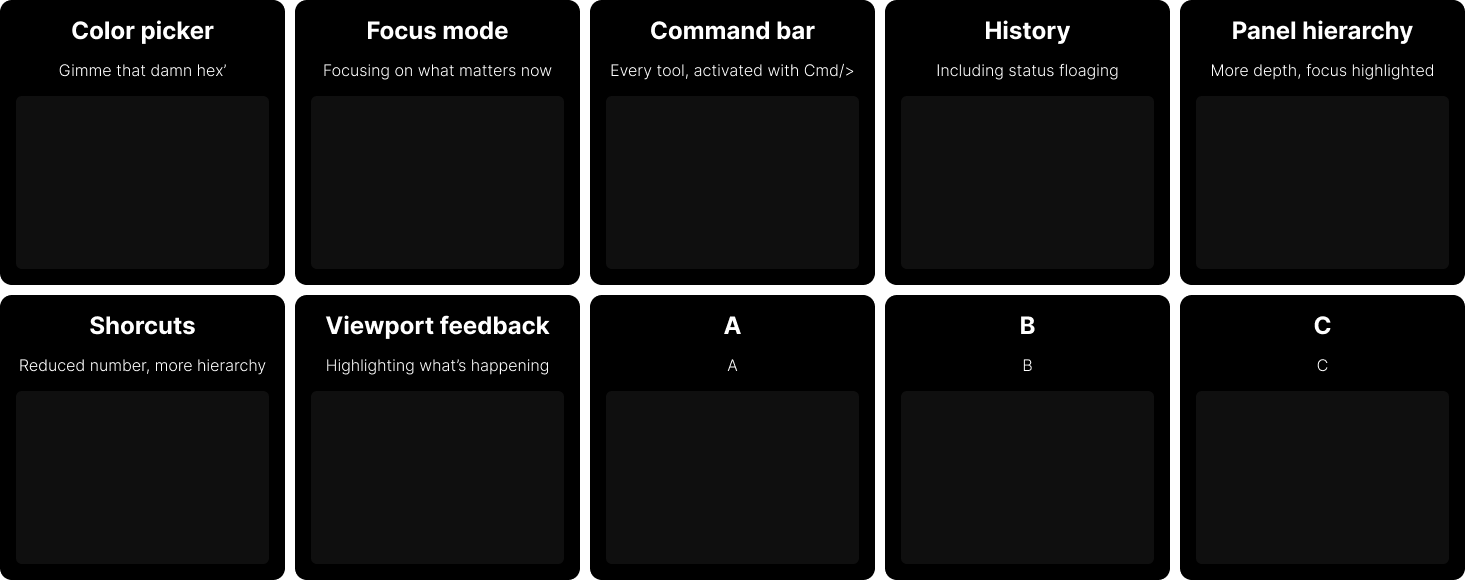 Color picker
Gimme that damn hex’
Focus mode
Focusing on what matters now
Command bar
Every tool, activated with Cmd/>
History
Including status floaging
Panel hierarchy
More depth, focus highlighted
Shorcuts
Reduced number, more hierarchy
Viewport feedback
Highlighting what’s happening
A
A
B
B
C
C